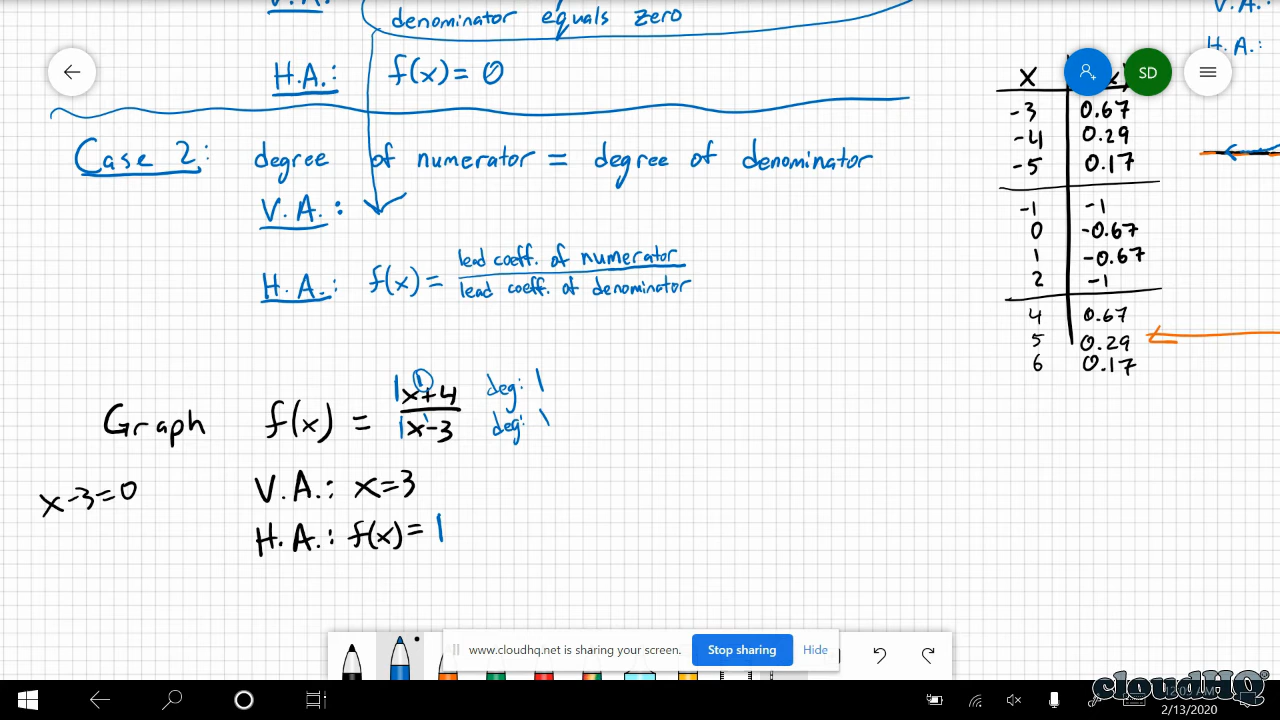 V.A.:
denominator equals zero
H.A.: f(x) = 0
Case 2: degree of numerator = degree of denominator
V.A.:
H.A.: f(x) = lead coeff. of numerator
lead coeff. of denominator
Graph f(x) = 1x¹+4 deg: 1
1x¹-3 deg: 1
x-3=0
V.A.: x=3
H.A.: f(x) = 1
V.A.:
H.A.:
SD
x
-3 0.67
-4 0.29
-5 0.17
-1 -1
0 -0.67
1 -0.67
2 -1
4 0.67
5 0.29
6 0.17
www.cloudhq.net is sharing your screen. Stop sharing Hide
cloudHQ
2/13/2020